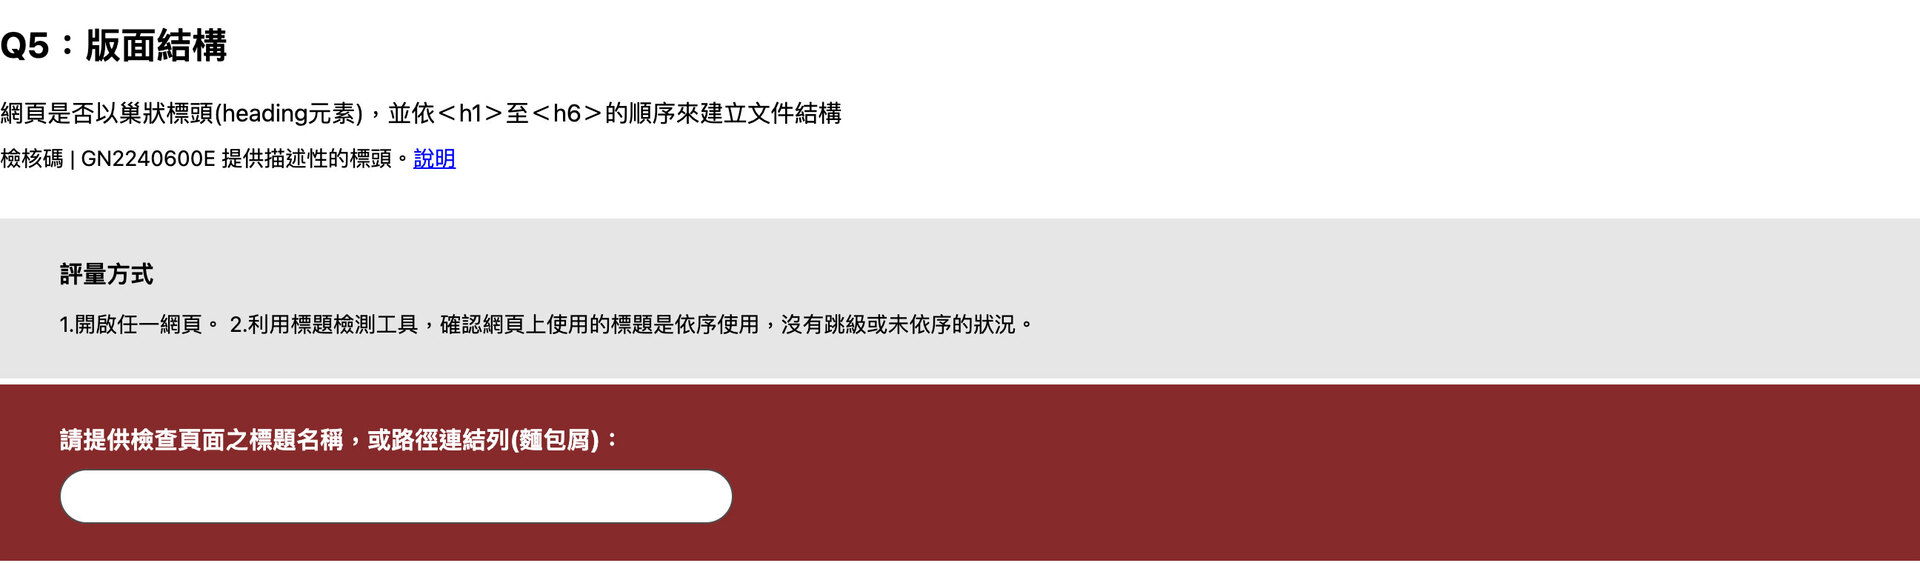 Q5：版面結構
網頁是否以巢狀標頭(heading元素)，並依＜h1＞至＜h6＞的順序來建立文件結構
檢核碼 | GN2240600E 提供描述性的標頭。說明
評量方式
1.開啟任一網頁。 2.利用標題檢測工具，確認網頁上使用的標題是依序使用，沒有跳級或未依序的狀況。
請提供檢查頁面之標題名稱，或路徑連結列(麵包屑)：